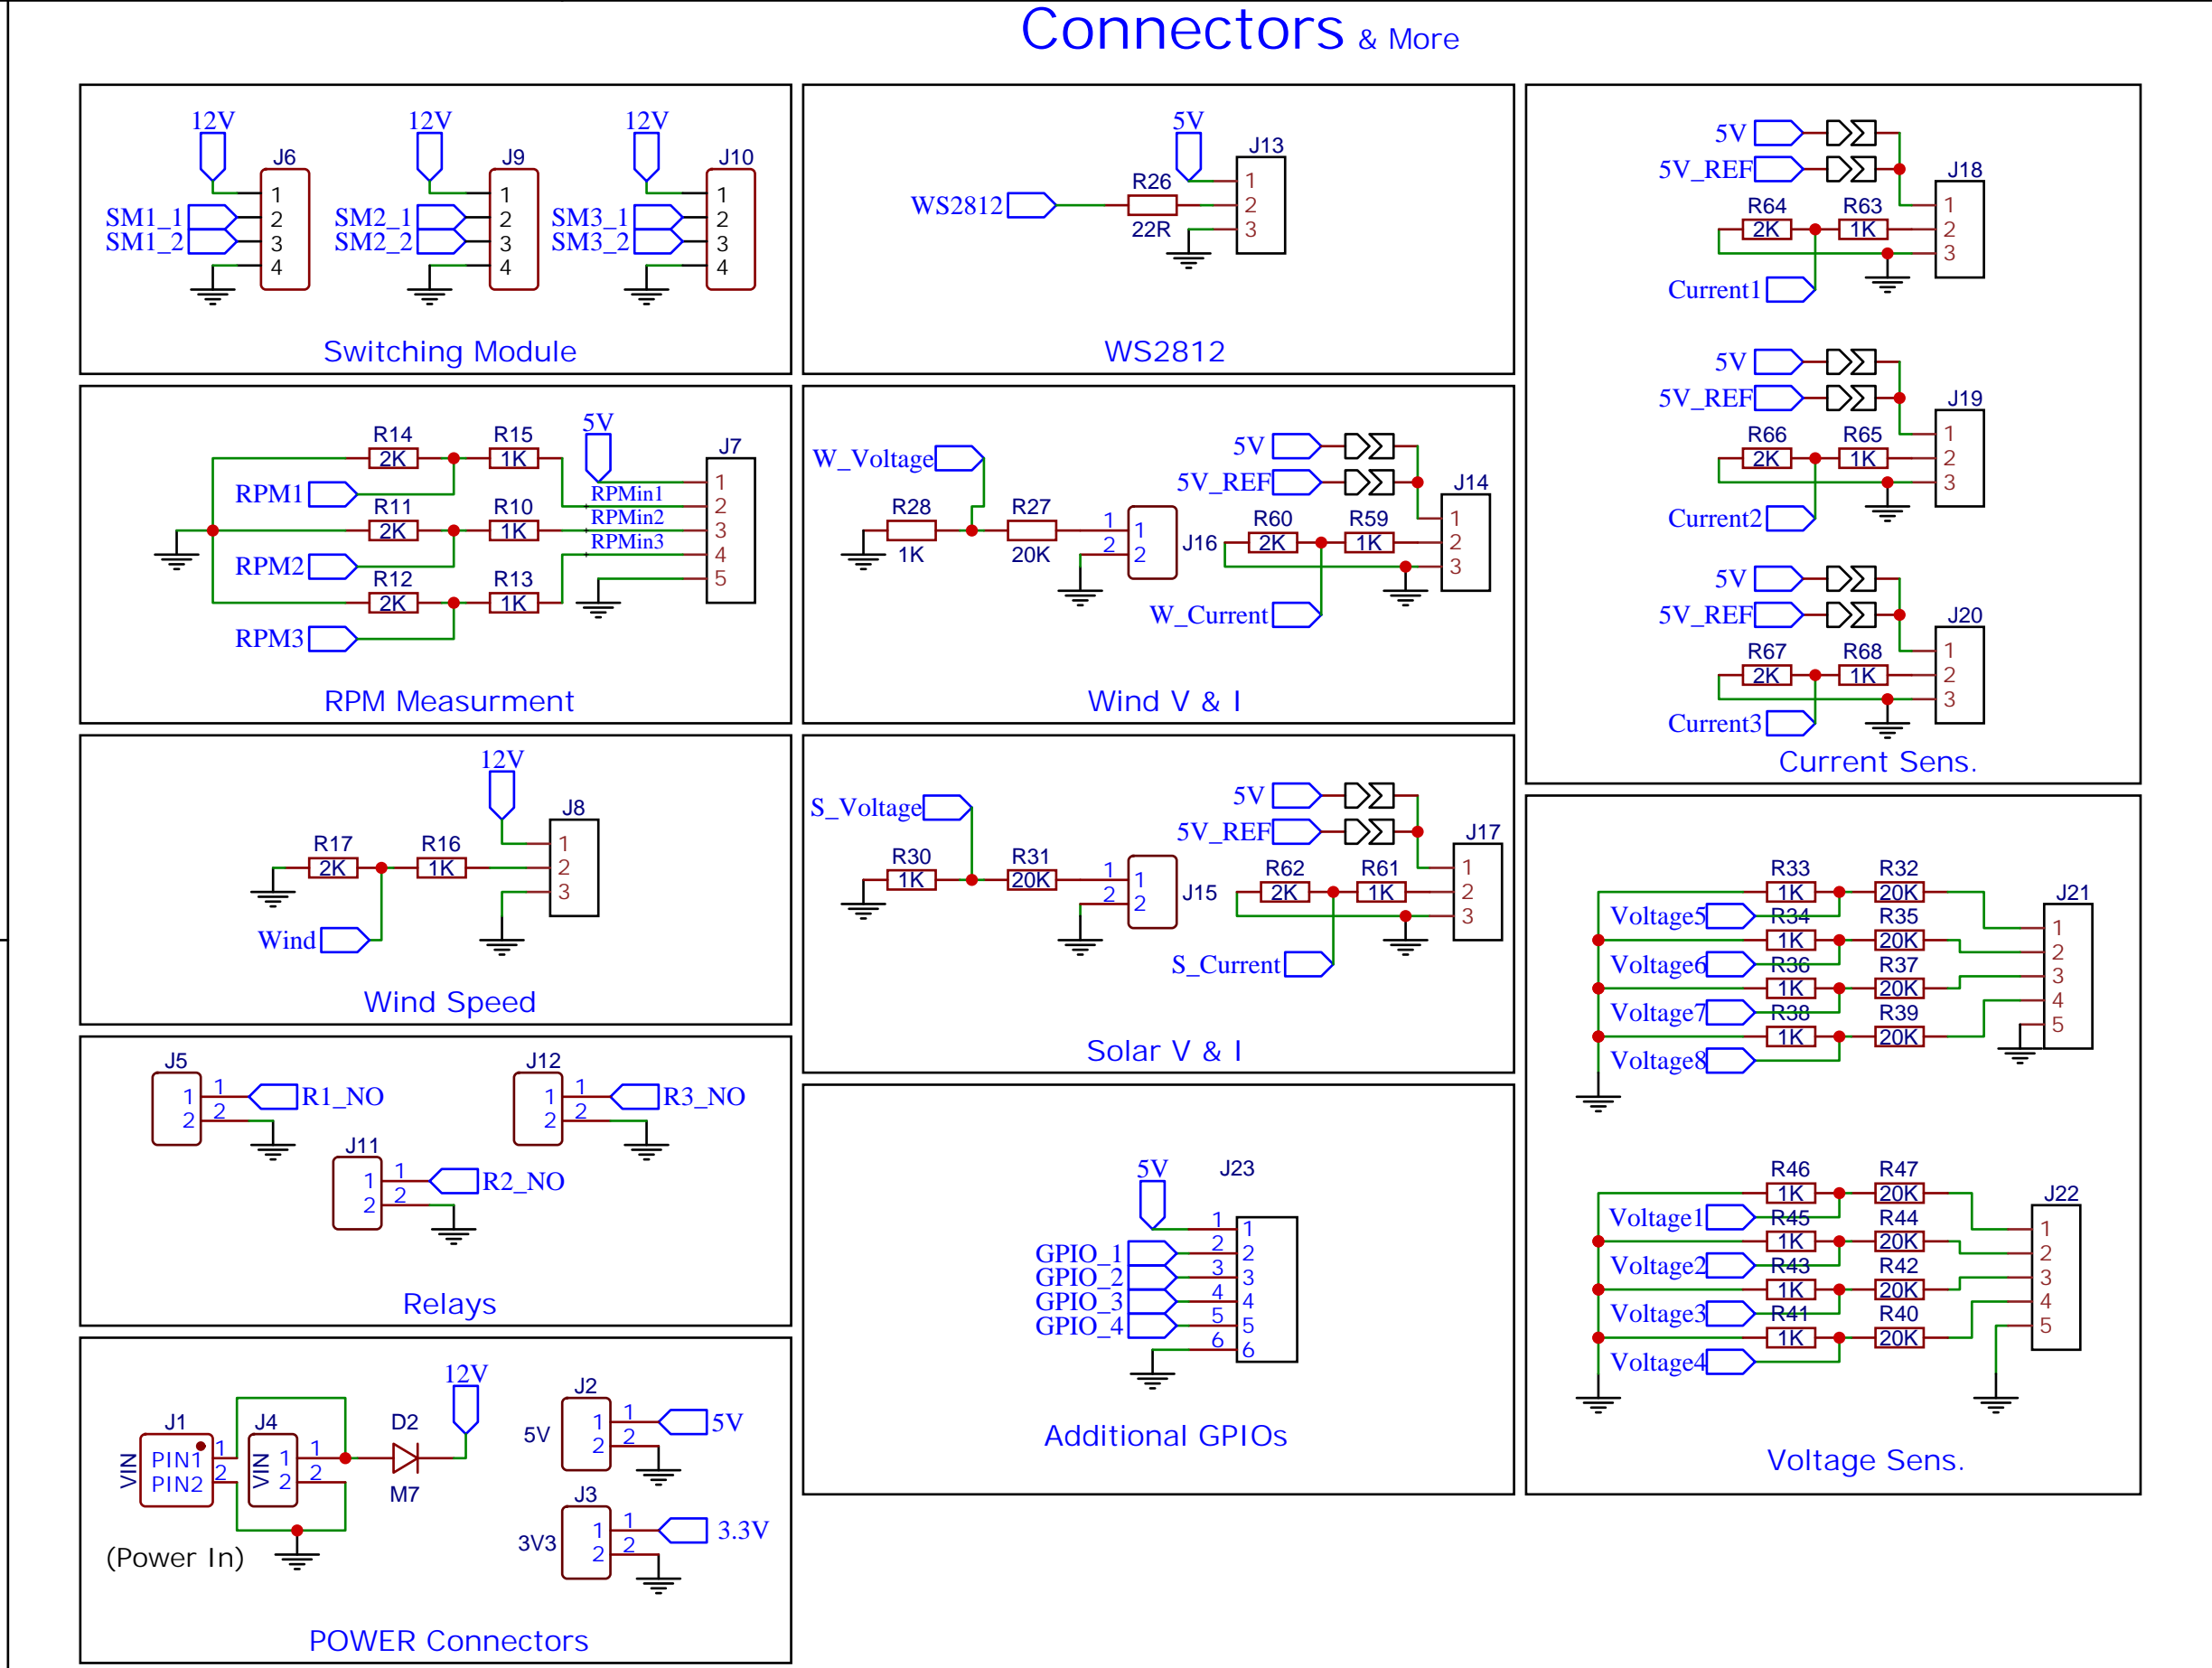 Connectors & More
12V 12V 12V
J6 J9 J10
1 1 1
SM1_1 2 SM2_1 2 SM3_1 2
SM1_2 3 SM2_2 3 SM3_2 3
4 4 4
Switching Module
5V
J13
R26 1
WS2812 2
22R 3
WS2812
5V
5V_REF J18
R64 R63 1
2K 1K 2
3
Current1
5V
5V_REF J19
R66 R65 1
2K 1K 2
3
Current2
5V
5V_REF J20
R67 R68 1
2K 1K 2
3
Current3
Current Sens.
5V
R14 R15 J7
2K 1K
1
RPM1 RPMin1 2
R11 R10 RPMin2
2K 1K 3
RPMin3 4
RPM2
R12 R13 5
2K 1K
RPM3
RPM Measurment
W_Voltage 5V
5V_REF J14
R28 R27 1 1 R60 R59 1
1K 20K 2 2 J16 2K 1K 2
3
W_Current
Wind V & I
12V
J8
R17 R16 1
2K 1K 2
3
Wind
Wind Speed
S_Voltage 5V
5V_REF J17
R30 R31 R62 R61 1
1K 20K 1 1 2K 1K 2
2 2 J15 3
S_Current
Solar V & I
R33 R32
1K 20K J21
Voltage5 R34 R35 1
1K 20K 2
Voltage6 R36 R37 3
1K 20K 4
Voltage7 R38 R39 5
1K 20K
Voltage8
R46 R47
1K 20K J22
Voltage1 R45 R44 1
1K 20K 2
Voltage2 R43 R42 3
1K 20K 4
Voltage3 R41 R40 5
1K 20K
Voltage4
Voltage Sens.
J5 J12
1 1 R1_NO 1 1 R3_NO
2 2 2 2
J11
1 1 R2_NO
2 2
Relays
5V J23
1 1
GPIO_1 2 2
GPIO_2 3 3
GPIO_3 4 4
GPIO_4 5 5
6 6
Additional GPIOs
12V
J1 J4 D2
VIN PIN1 1 VIN 1 1
PIN2 2 2 2
M7
(Power In)
J2
5V 1 1 5V
2 2
J3
3V3 1 1 3.3V
2 2
POWER Connectors